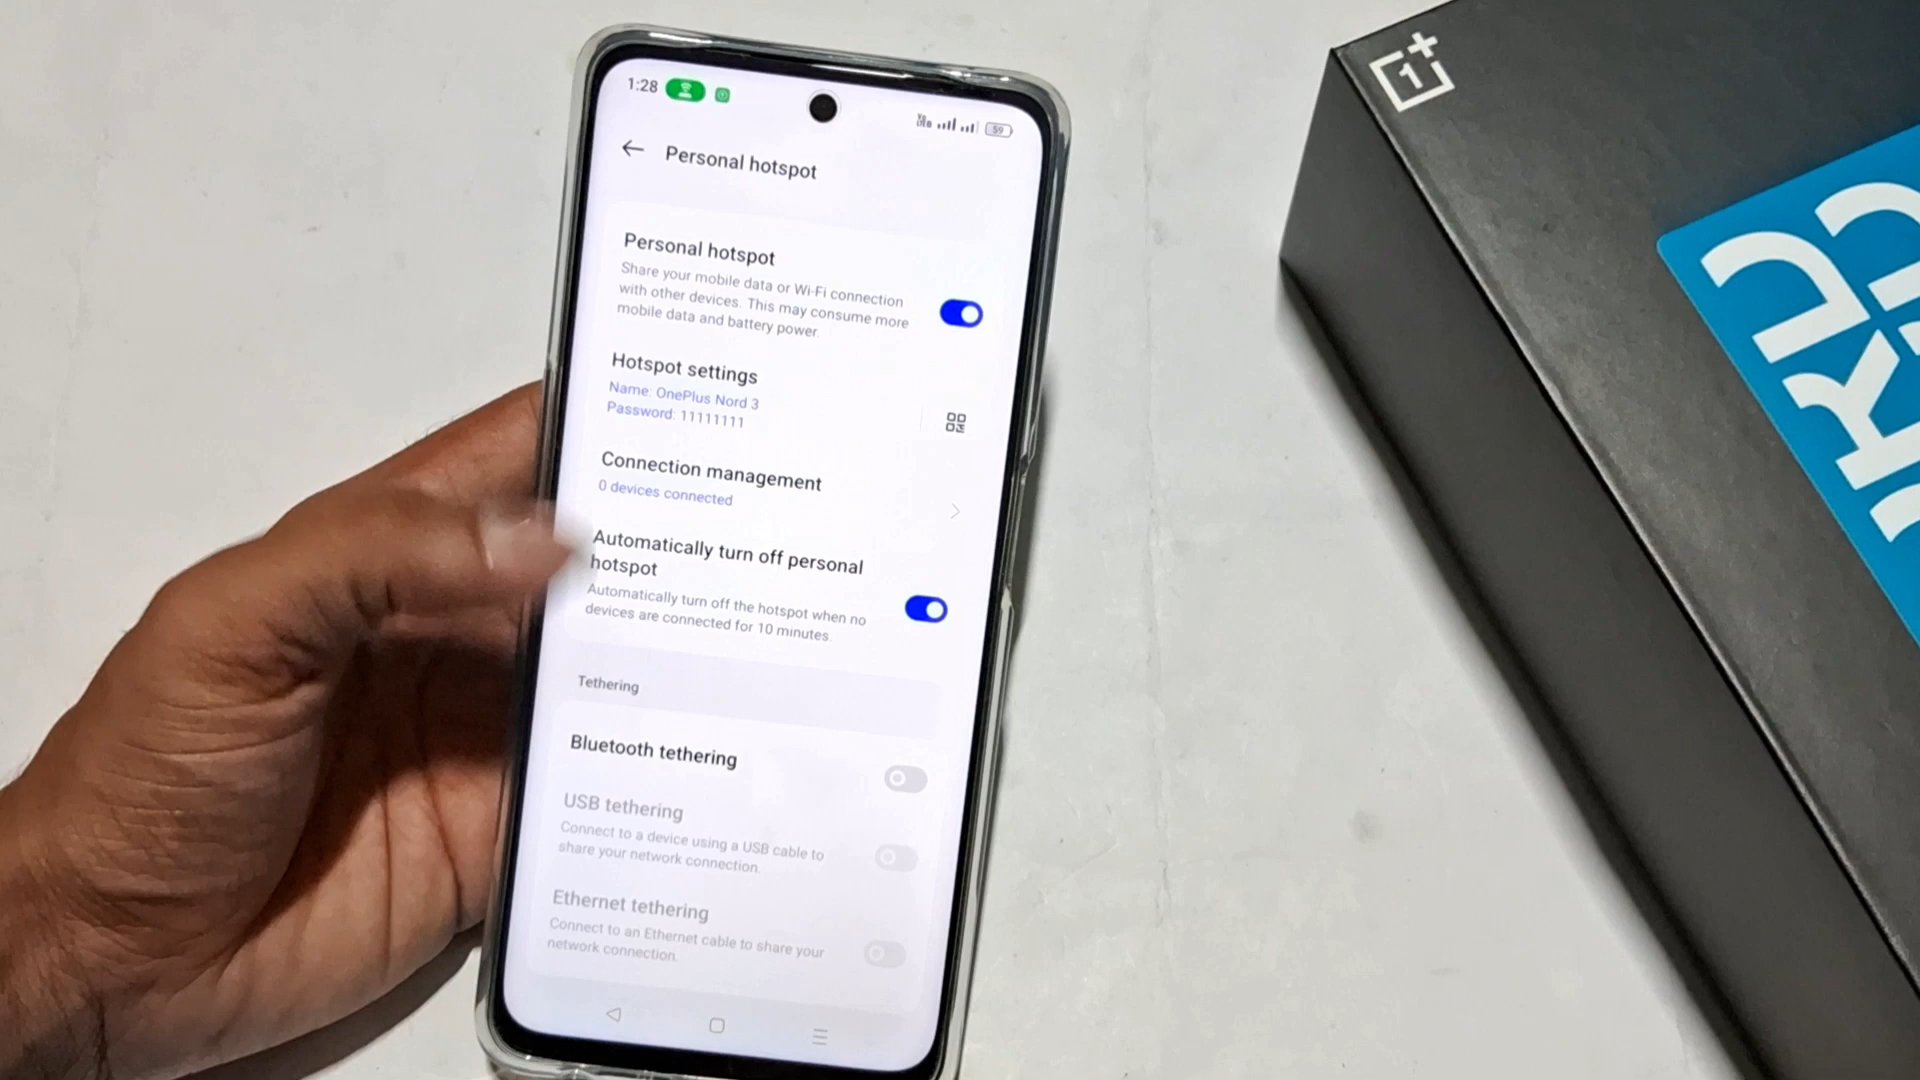 1:28
59
Personal hotspot
Personal hotspot
Share your mobile data or Wi-Fi connection
with other devices. This may consume more
mobile data and battery power.
Hotspot settings
Name: OnePlus Nord 3
Password: 11111111
Connection management
0 devices connected
Automatically turn off personal
hotspot
Automatically turn off the hotspot when no
devices are connected for 10 minutes.
Tethering
Bluetooth tethering
USB tethering
Connect to a device using a USB cable to
share your network connection.
Ethernet tethering
Connect to an Ethernet cable to share your
network connection.
1+